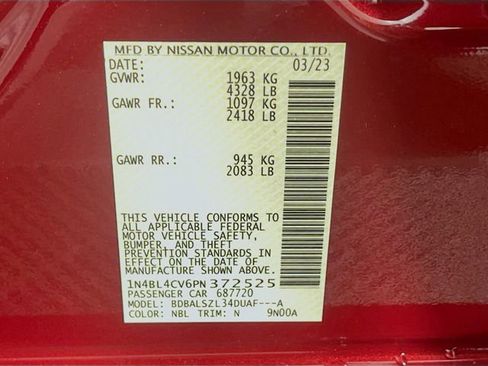 MFD BY NISSAN MOTOR CO., LTD.
DATE: 03/23
GVWR: 1963 KG
4328 LB
GAWR FR.: 1097 KG
2418 LB
GAWR RR.: 945 KG
2083 LB
THIS VEHICLE CONFORMS TO
ALL APPLICABLE FEDERAL
MOTOR VEHICLE SAFETY,
BUMPER, AND THEFT
PREVENTION STANDARDS
IN EFFECT ON THE DATE OF
MANUFACTURE SHOWN ABOVE.
1N4BL4CV6PN 372525
PASSENGER CAR 687720
MODEL: BDBALSZL34DUAF---A
COLOR: NBL TRIM: N 9N00A